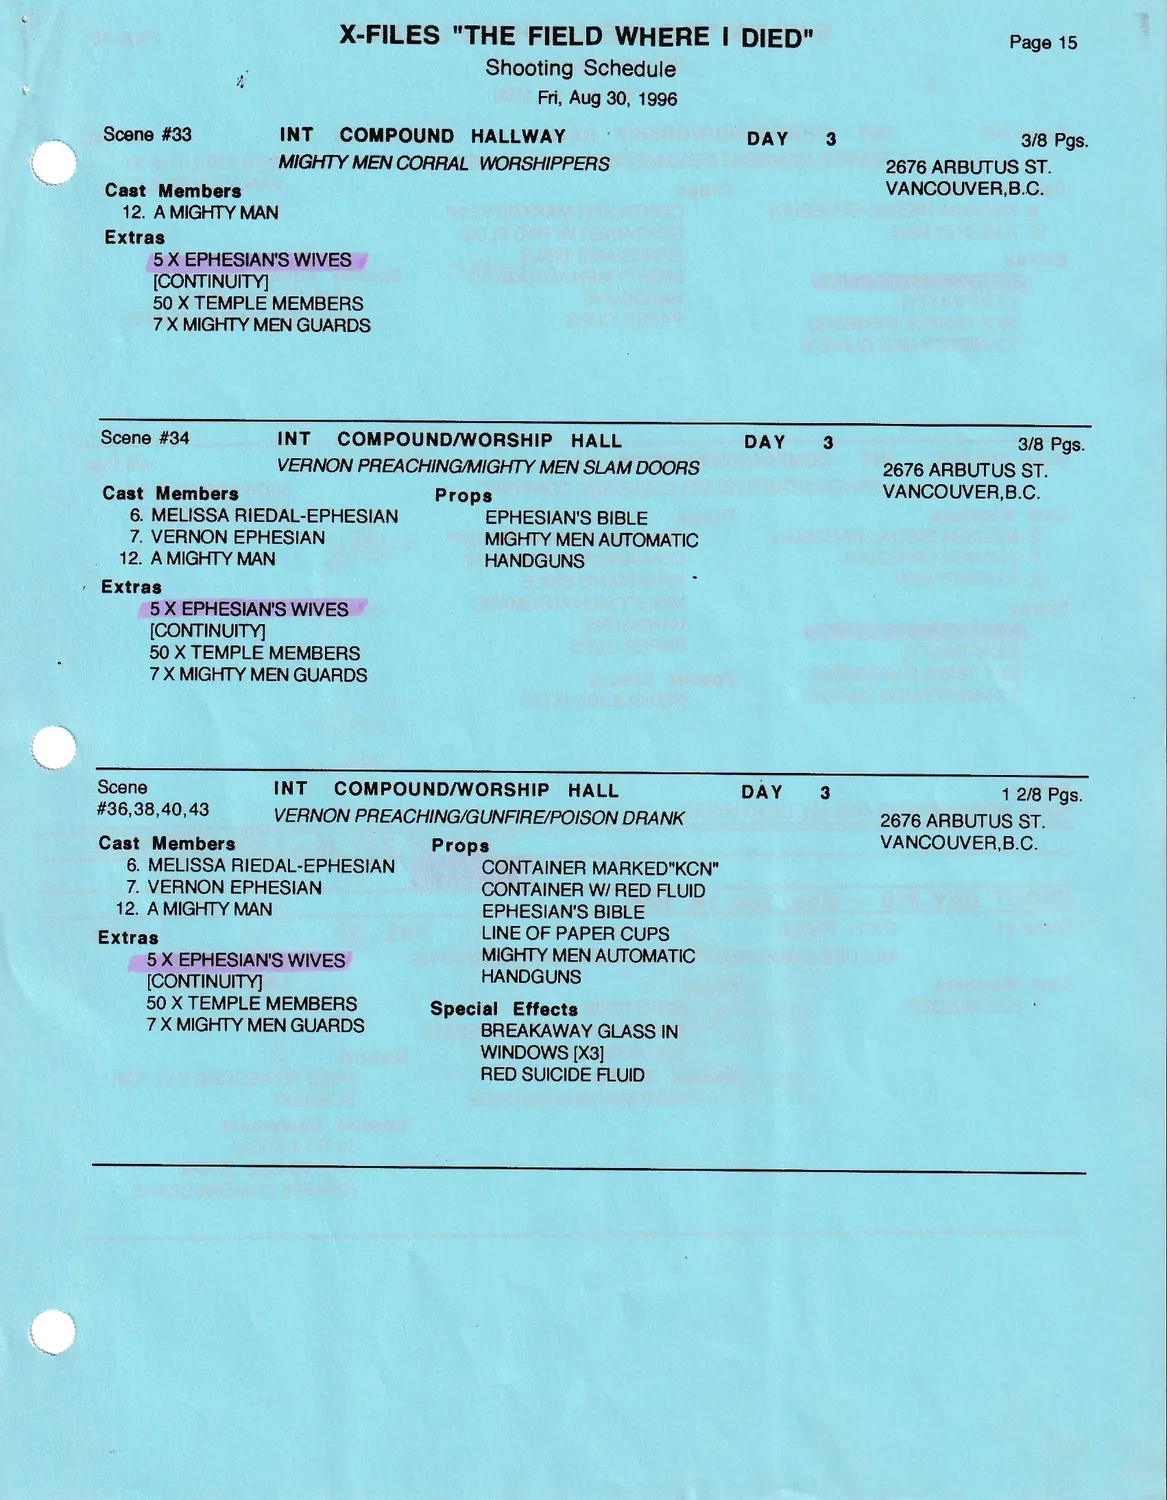 X-FILES "THE FIELD WHERE I DIED"
Page 15
Shooting Schedule
Fri, Aug 30, 1996
Scene #33 INT COMPOUND HALLWAY DAY 3 3/8 Pgs.
MIGHTY MEN CORRAL WORSHIPPERS
2676 ARBUTUS ST.
VANCOUVER,B.C.
Cast Members
12. A MIGHTY MAN
Extras
5 X EPHESIAN'S WIVES
[CONTINUITY]
50 X TEMPLE MEMBERS
7 X MIGHTY MEN GUARDS
Scene #34 INT COMPOUND/WORSHIP HALL DAY 3 3/8 Pgs.
VERNON PREACHING/MIGHTY MEN SLAM DOORS
2676 ARBUTUS ST.
VANCOUVER,B.C.
Cast Members
6. MELISSA RIEDAL-EPHESIAN
7. VERNON EPHESIAN
12. A MIGHTY MAN
Extras
5 X EPHESIAN'S WIVES
[CONTINUITY]
50 X TEMPLE MEMBERS
7 X MIGHTY MEN GUARDS
Props
EPHESIAN'S BIBLE
MIGHTY MEN AUTOMATIC
HANDGUNS
Scene
#36,38,40,43
INT COMPOUND/WORSHIP HALL DAY 3 1 2/8 Pgs.
VERNON PREACHING/GUNFIRE/POISON DRANK
2676 ARBUTUS ST.
VANCOUVER,B.C.
Cast Members
6. MELISSA RIEDAL-EPHESIAN
7. VERNON EPHESIAN
12. A MIGHTY MAN
Extras
5 X EPHESIAN'S WIVES
[CONTINUITY]
50 X TEMPLE MEMBERS
7 X MIGHTY MEN GUARDS
Props
CONTAINER MARKED"KCN"
CONTAINER W/ RED FLUID
EPHESIAN'S BIBLE
LINE OF PAPER CUPS
MIGHTY MEN AUTOMATIC
HANDGUNS
Special Effects
BREAKAWAY GLASS IN
WINDOWS [X3]
RED SUICIDE FLUID